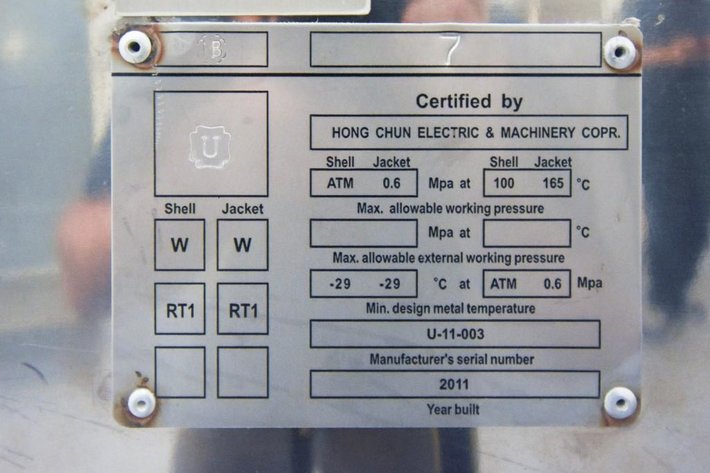 B 7
U
Certified by
HONG CHUN ELECTRIC & MACHINERY COPR.
Shell Jacket Shell Jacket
ATM 0.6 Mpa at 100 165 °C
Max. allowable working pressure
Mpa at °C
Max. allowable external working pressure
-29 -29 °C at ATM 0.6 Mpa
Min. design metal temperature
U-11-003
Manufacturer's serial number
2011
Year built
Shell Jacket
W W
RT1 RT1